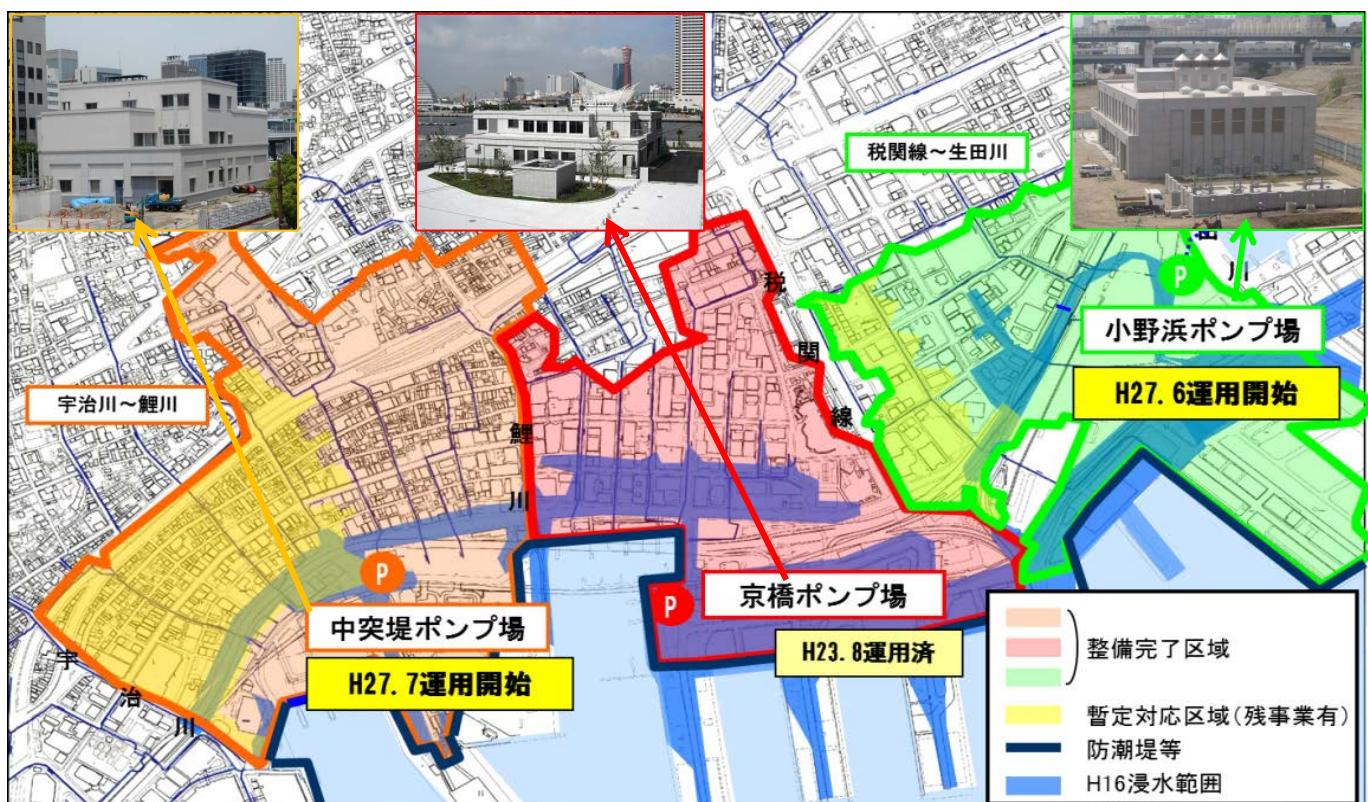 税関線～生田川
川
P
小野浜ポンプ場
H27.6運用開始
税
関
線
宇治川～鯉川
鯉
川
P
中突堤ポンプ場
H27.7運用開始
P
京橋ポンプ場
H23.8運用済
宇
治
川
整備完了区域
暫定対応区域(残事業有)
防潮堤等
H16浸水範囲